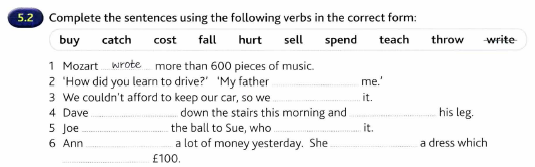 5.2 Complete the sentences using the following verbs in the correct form:
buy catch cost fall hurt sell spend teach throw write
1 Mozart wrote more than 600 pieces of music.
2 'How did you learn to drive?' 'My father ............ me.'
3 We couldn't afford to keep our car, so we ............ it.
4 Dave ............ down the stairs this morning and ............ his leg.
5 Joe ............ the ball to Sue, who ............ it.
6 Ann ............ a lot of money yesterday. She ............ a dress which
............ £100.